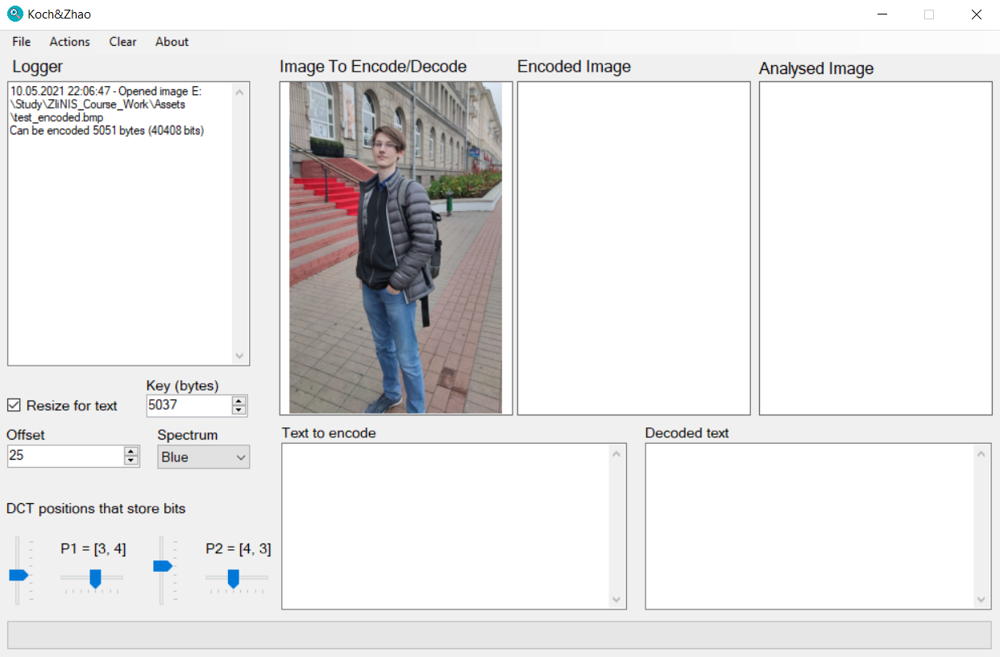 Koch&Zhao
File Actions Clear About
Logger
Image To Encode/Decode
Encoded Image
Analysed Image
10.05.2021 22:06:47 - Opened image E:
\Study\ZIiNIS_Course_Work\Assets
\test_encoded.bmp
Can be encoded 5051 bytes (40408 bits)
Key (bytes)
Resize for text
5037
Offset
Spectrum
25
Blue
Text to encode
Decoded text
DCT positions that store bits
P1 = [3, 4]
P2 = [4, 3]